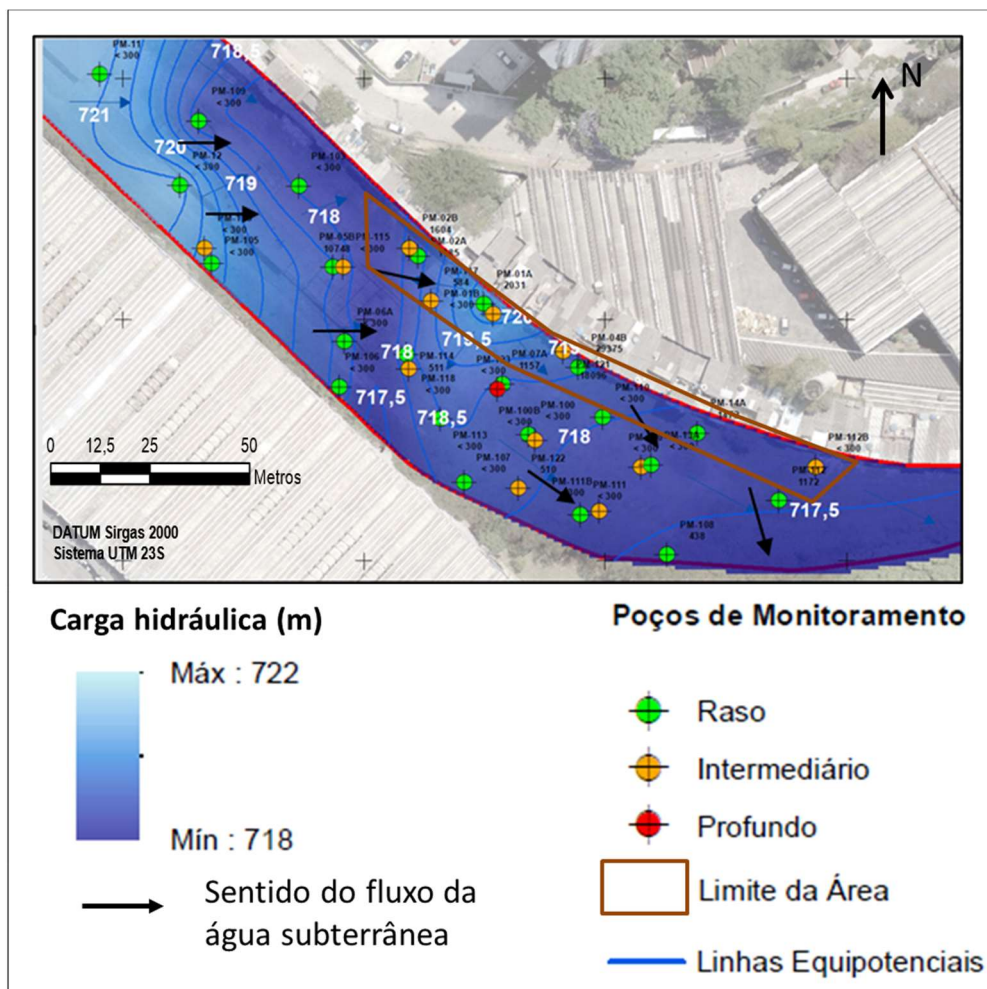 PM-11
< 300
718,5
N
PM-109
< 300
721
720
PM-12
< 300
PM-103
< 300
719
718
PM-105
< 300
PM-02B
1604
PM-02A
PM-05B
10748
PM-115
< 300
584
PM-01A
2031
PM-01B
< 300
720
PM-06A
719,5
PM-04B
PM-07A
1157
718
PM-114
511
PM-106
< 300
PM-118
< 300
717,5
718,5
PM-100B
< 300
PM-100
< 300
718
PM-14A
PM-113
< 300
PM-107
< 300
PM-122
510
PM-112B
< 300
1172
PM-111B
PM-111
< 300
717,5
PM-108
438
0 12,5 25 50
Metros
DATUM Sirgas 2000
Sistema UTM 23S
Carga hidráulica (m)
Máx : 722
Mín : 718
Sentido do fluxo da
água subterrânea
Poços de Monitoramento
Raso
Intermediário
Profundo
Limite da Área
Linhas Equipotenciais